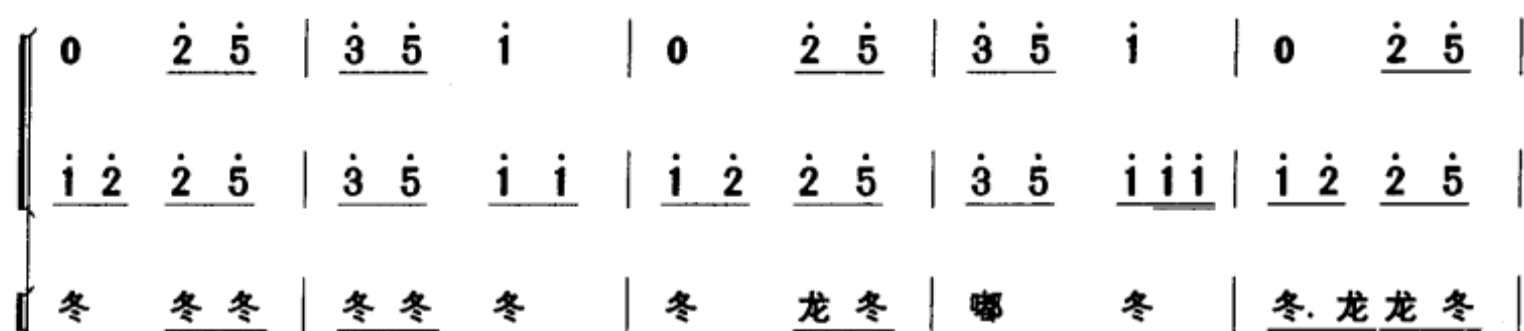 0 2̇ 5̇ | 3̇ 5̇ 1̇ | 0 2̇ 5̇ | 3̇ 5̇ 1̇ | 0 2̇ 5̇ |
1̇ 2̇ 2̇ 5̇ | 3̇ 5̇ 1̇ 1̇ | 1̇ 2̇ 2̇ 5̇ | 3̇ 5̇ 1̇ 1̇ 1̇ | 1̇ 2̇ 2̇ 5̇ |
冬 冬 冬 | 冬 冬 冬 | 冬 龙 冬 | 嘟 冬 | 冬. 龙 龙 冬 |